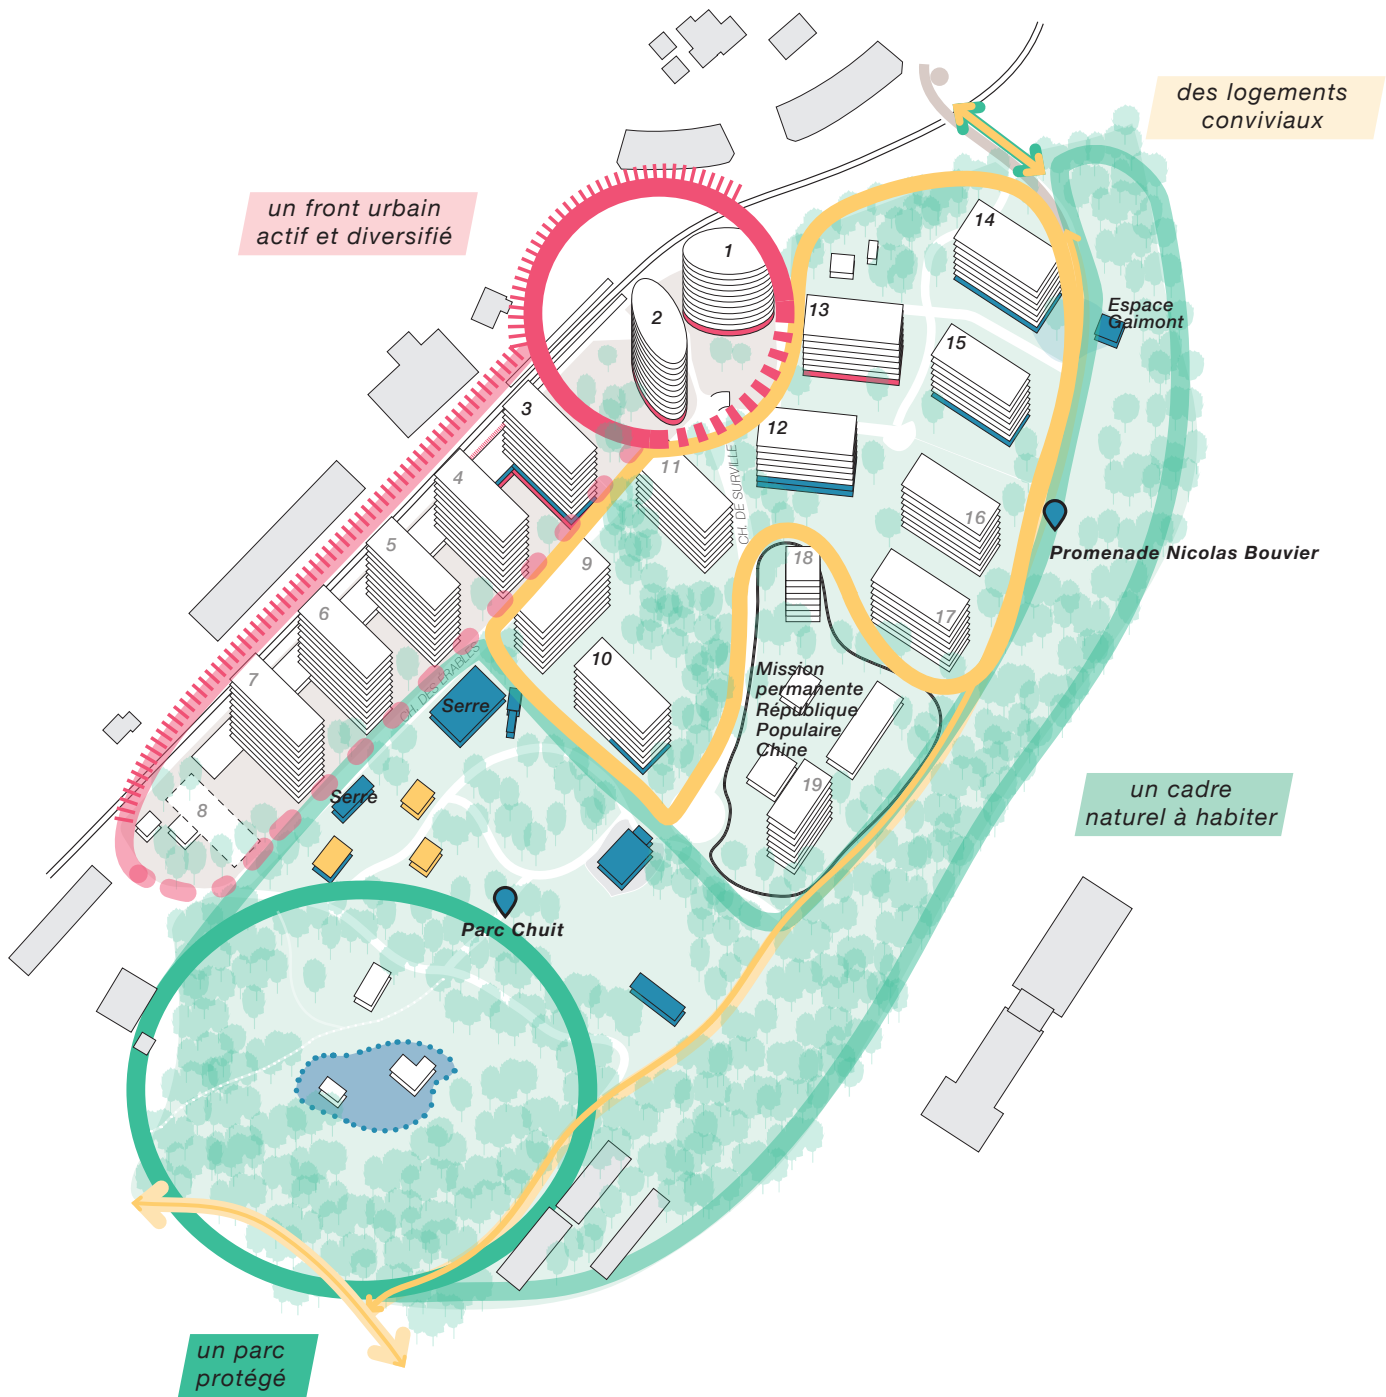 des logements
conviviaux
un front urbain
actif et diversifié
1
2
3
4
5
6
7
8
9
10
11
12
13
14
15
16
17
18
19
Espace
Gaimont
CH. DE SURVILLE
Promenade Nicolas Bouvier
Mission
permanente
République
Populaire
Chine
CH. DES ÉRABLES
Serre
Serre
un cadre
naturel à habiter
Parc Chuit
un parc
protégé